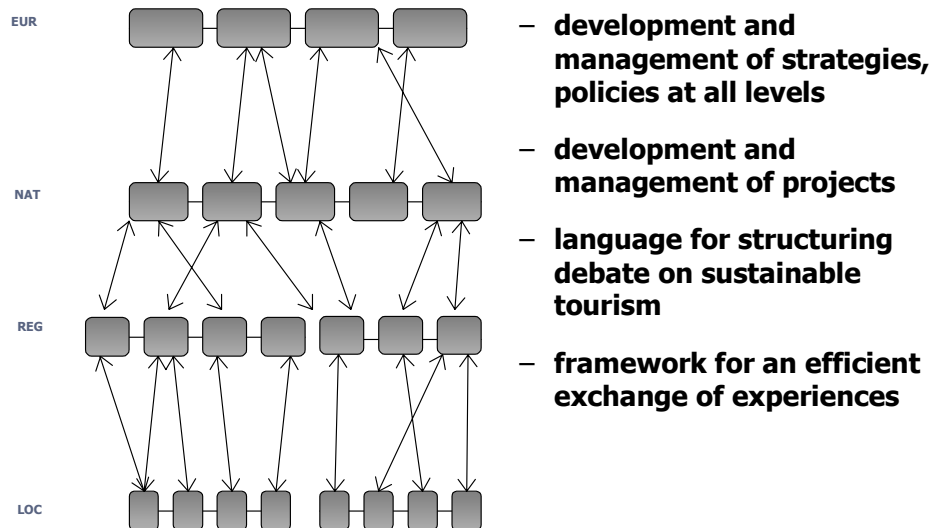 EUR
NAT
REG
LOC
– development and
management of strategies,
policies at all levels
– development and
management of projects
– language for structuring
debate on sustainable
tourism
– framework for an efficient
exchange of experiences